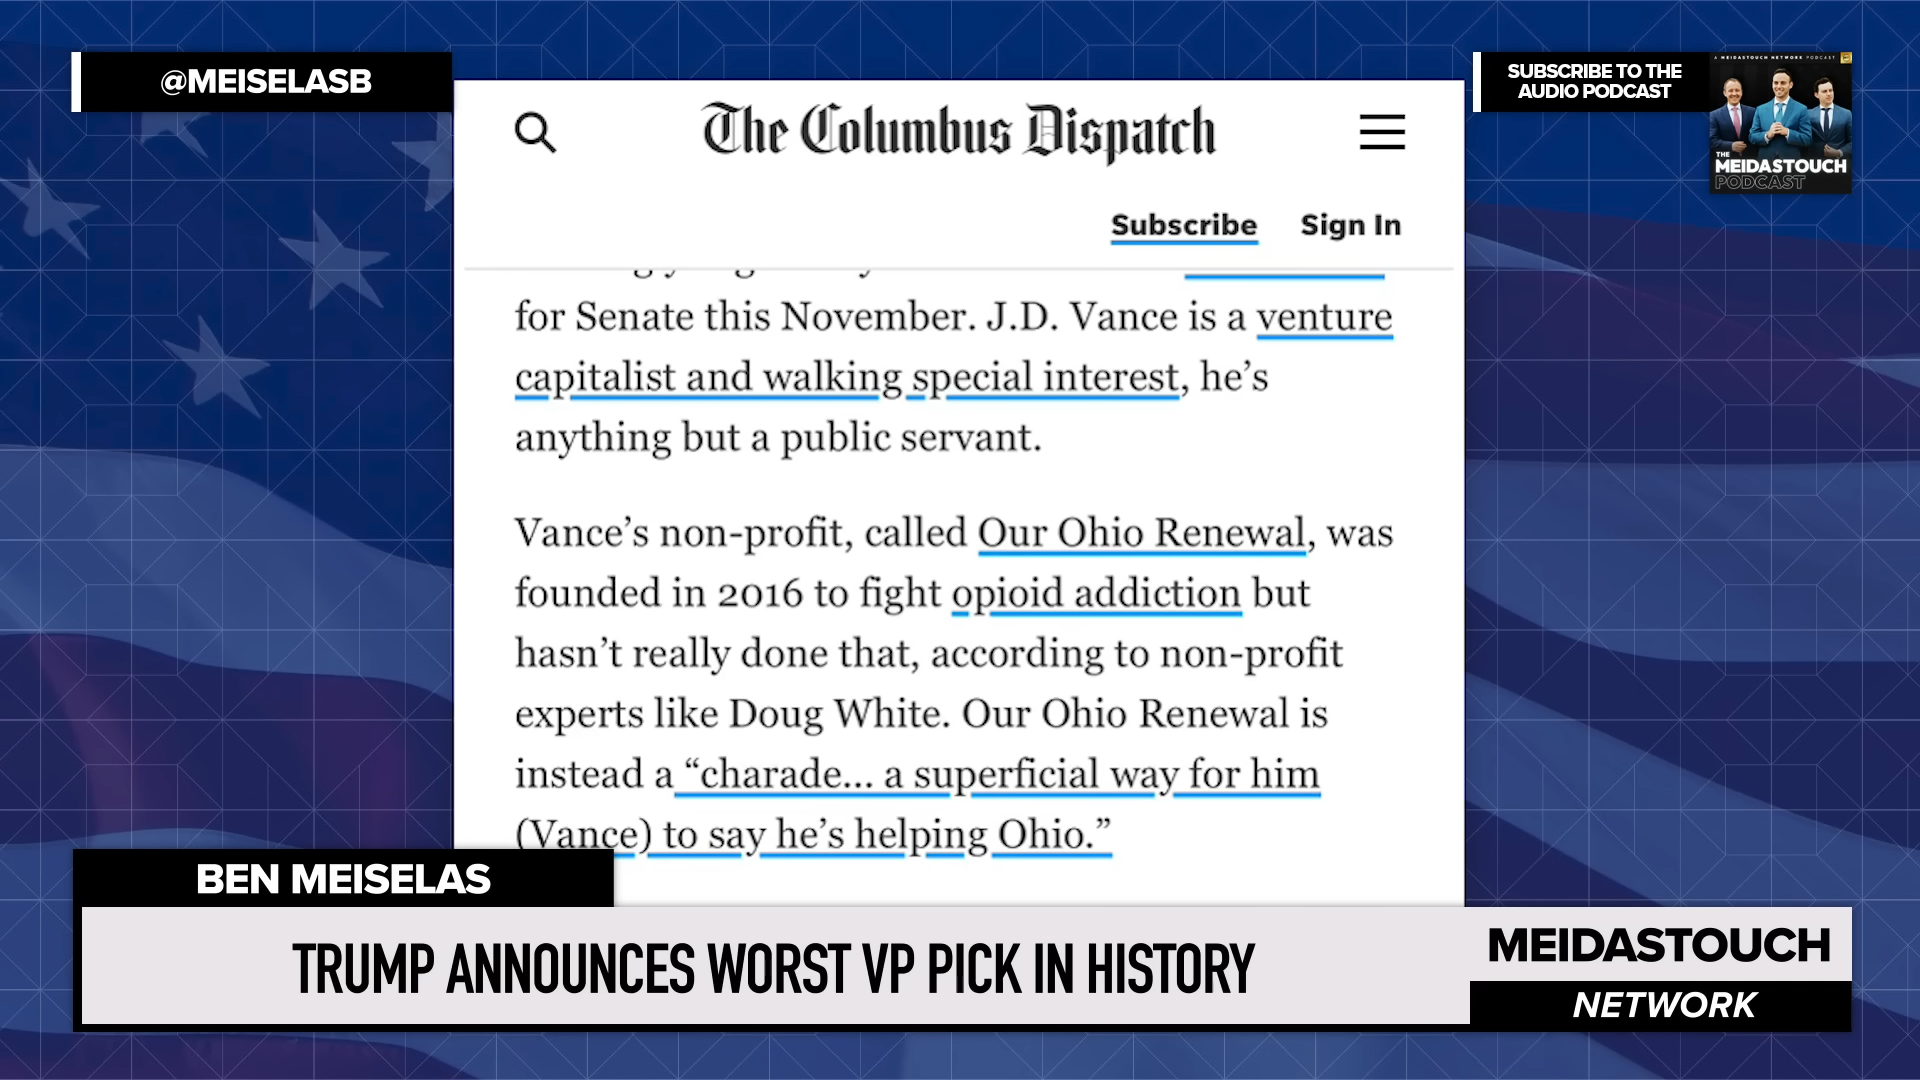 @MEISELASB
SUBSCRIBE TO THE
AUDIO PODCAST
A MEIDASTOUCH NETWORK PODCAST
THE
MEIDASTOUCH
PODCAST
The Columbus Dispatch
Subscribe Sign In
for Senate this November. J.D. Vance is a venture
capitalist and walking special interest, he’s
anything but a public servant.
Vance’s non-profit, called Our Ohio Renewal, was
founded in 2016 to fight opioid addiction but
hasn’t really done that, according to non-profit
experts like Doug White. Our Ohio Renewal is
instead a “charade... a superficial way for him
(Vance) to say he’s helping Ohio.”
BEN MEISELAS
TRUMP ANNOUNCES WORST VP PICK IN HISTORY
MEIDASTOUCH
NETWORK